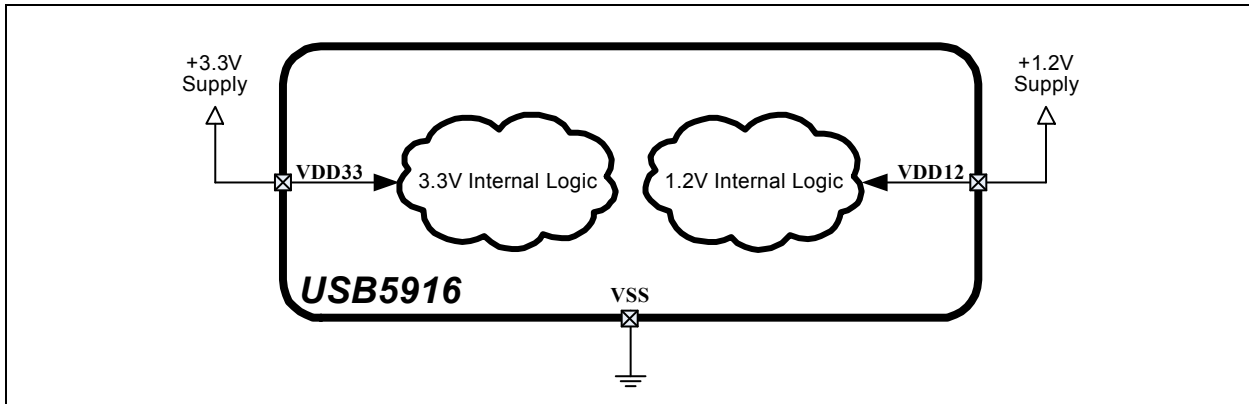 +3.3V
Supply
+1.2V
Supply
VDD33
3.3V Internal Logic
1.2V Internal Logic
VDD12
USB5916
VSS